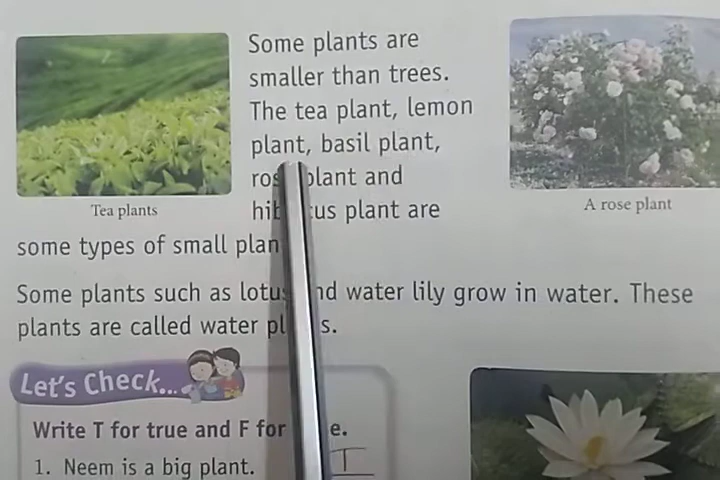 Some plants are
smaller than trees.
The tea plant, lemon
plant, basil plant,
plant and
plant are
some types of small
Tea plants
A rose plant
Some plants such as water lily grow in water. These
plants are called water
Let's Check...
Write T for true and F for
1. Neem is a big plant. T